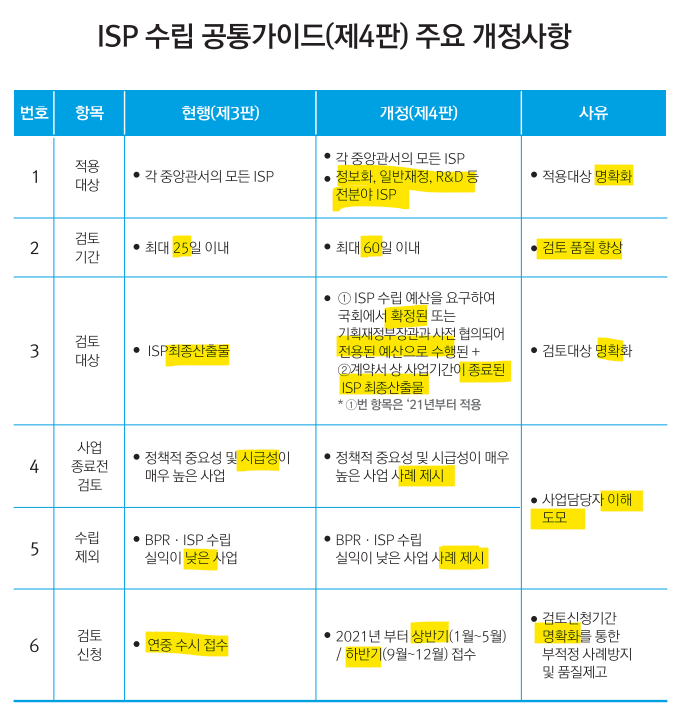 ISP 수립 공통가이드(제4판) 주요 개정사항
번호 항목 현행(제3판) 개정(제4판) 사유
1
적용
대상
• 각 중앙관서의 모든 ISP
• 각 중앙관서의 모든 ISP
• 정보화, 일반재정, R&D 등
전분야 ISP
• 적용대상 명확화
2
검토
기간
• 최대 25일 이내
• 최대 60일 이내
• 검토 품질 향상
3
검토
대상
• ISP최종산출물
• ① ISP 수립 예산을 요구하여
국회에서 확정된 또는
기획재정부장관과 사전 협의되어
전용된 예산으로 수행된 +
②계약서 상 사업기간이 종료된
ISP 최종산출물
* ①번 항목은 '21년부터 적용
• 검토대상 명확화
4
사업
종료전
검토
• 정책적 중요성 및 시급성이
매우 높은 사업
• 정책적 중요성 및 시급성이 매우
높은 사업 사례 제시
• 사업담당자 이해
도모
5
수립
제외
• BPR · ISP 수립
실익이 낮은 사업
• BPR · ISP 수립
실익이 낮은 사업 사례 제시
6
검토
신청
• 연중 수시 접수
• 2021년 부터 상반기(1월~5월)
/ 하반기(9월~12월) 접수
• 검토신청기간
명확화를 통한
부적정 사례방지
및 품질제고